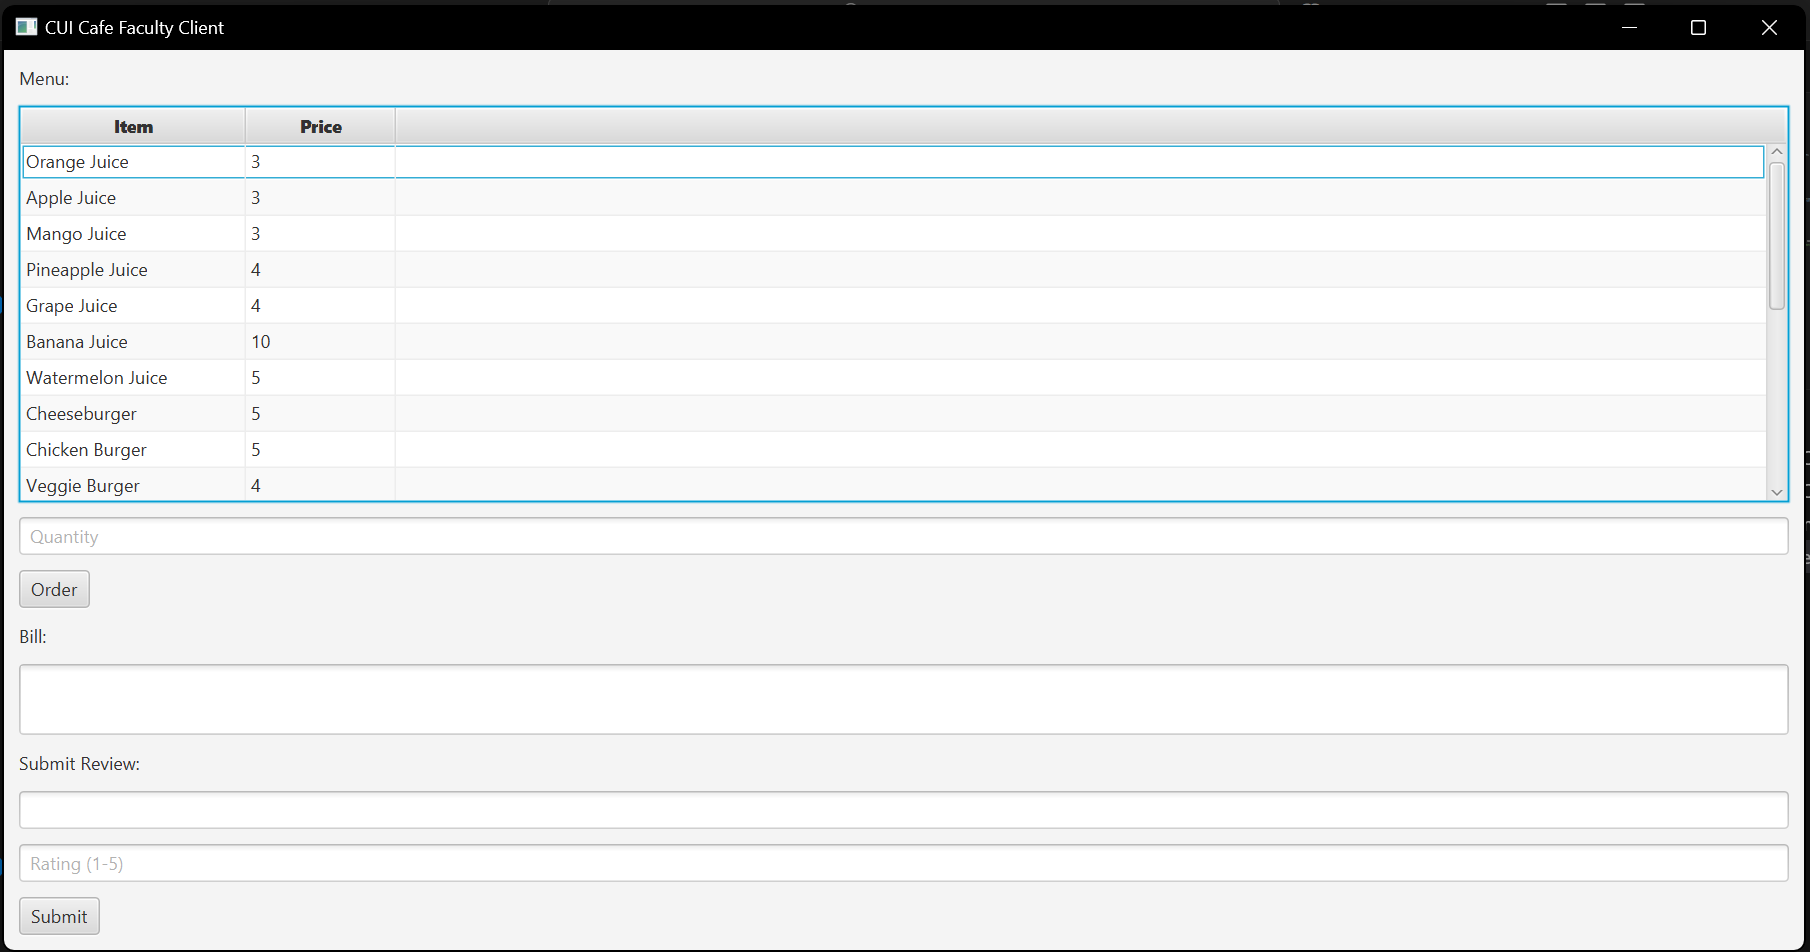 CUI Cafe Faculty Client
Menu:
Item Price
Orange Juice 3
Apple Juice 3
Mango Juice 3
Pineapple Juice 4
Grape Juice 4
Banana Juice 10
Watermelon Juice 5
Cheeseburger 5
Chicken Burger 5
Veggie Burger 4
Quantity
Order
Bill:
Submit Review:
Rating (1-5)
Submit